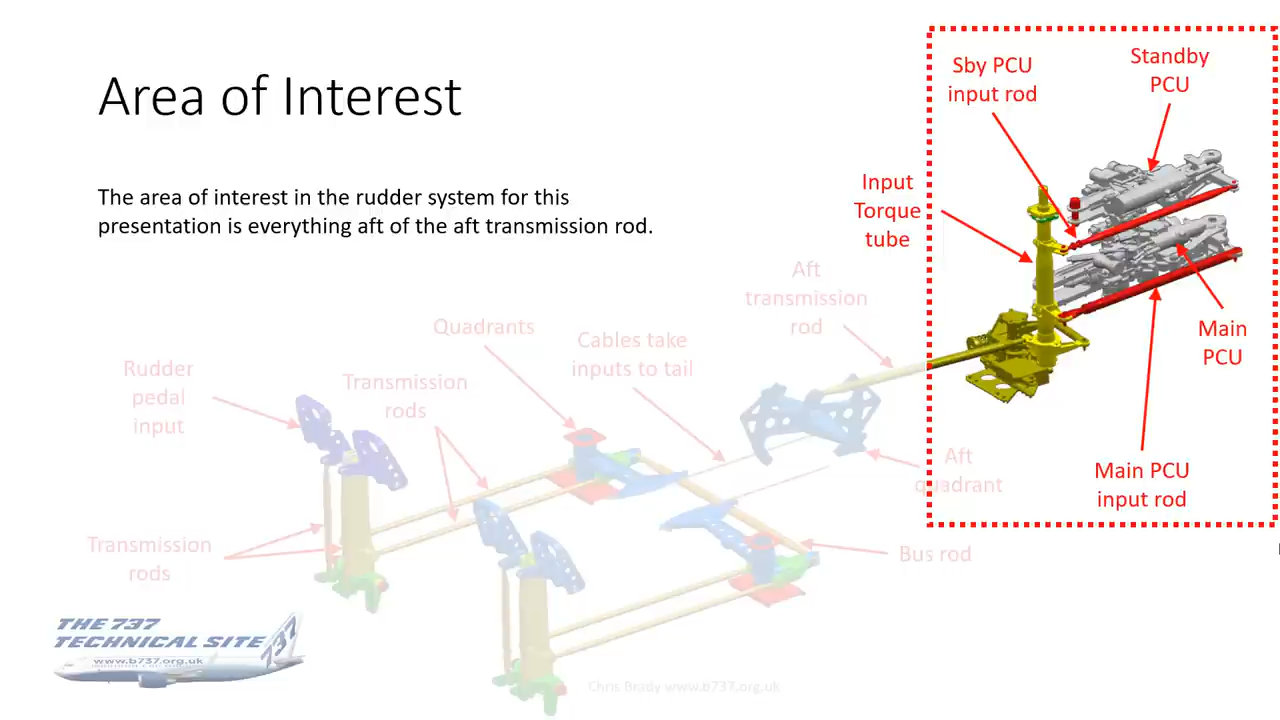 Area of Interest
The area of interest in the rudder system for this
presentation is everything aft of the aft transmission rod.
Sby PCU
input rod
Standby
PCU
Input
Torque
tube
Aft
transmission
rod
Quadrants
Cables take
inputs to tail
Main
PCU
Rudder
pedal
input
Transmission
rods
Aft
quadrant
Main PCU
input rod
Transmission
rods
Bus rod
THE 737
TECHNICAL SITE
737
www.b737.org.uk
Chris Brady www.b737.org.uk